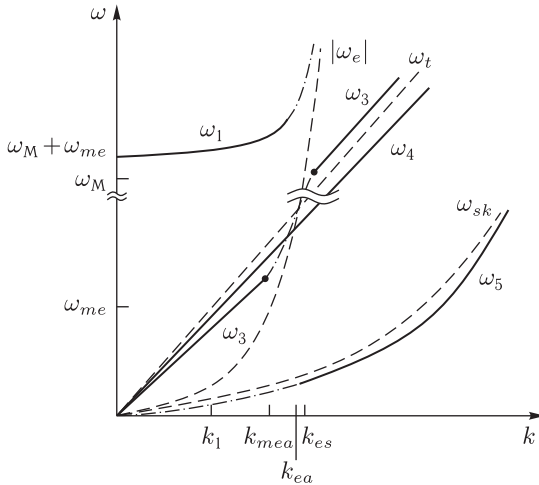 ω
|ω_e|
ω_t
ω_3
ω_1
ω_4
ω_M + ω_me
ω_M
ω_sk
ω_5
ω_me
ω_3
k_1 k_mea k_es k
k_ea